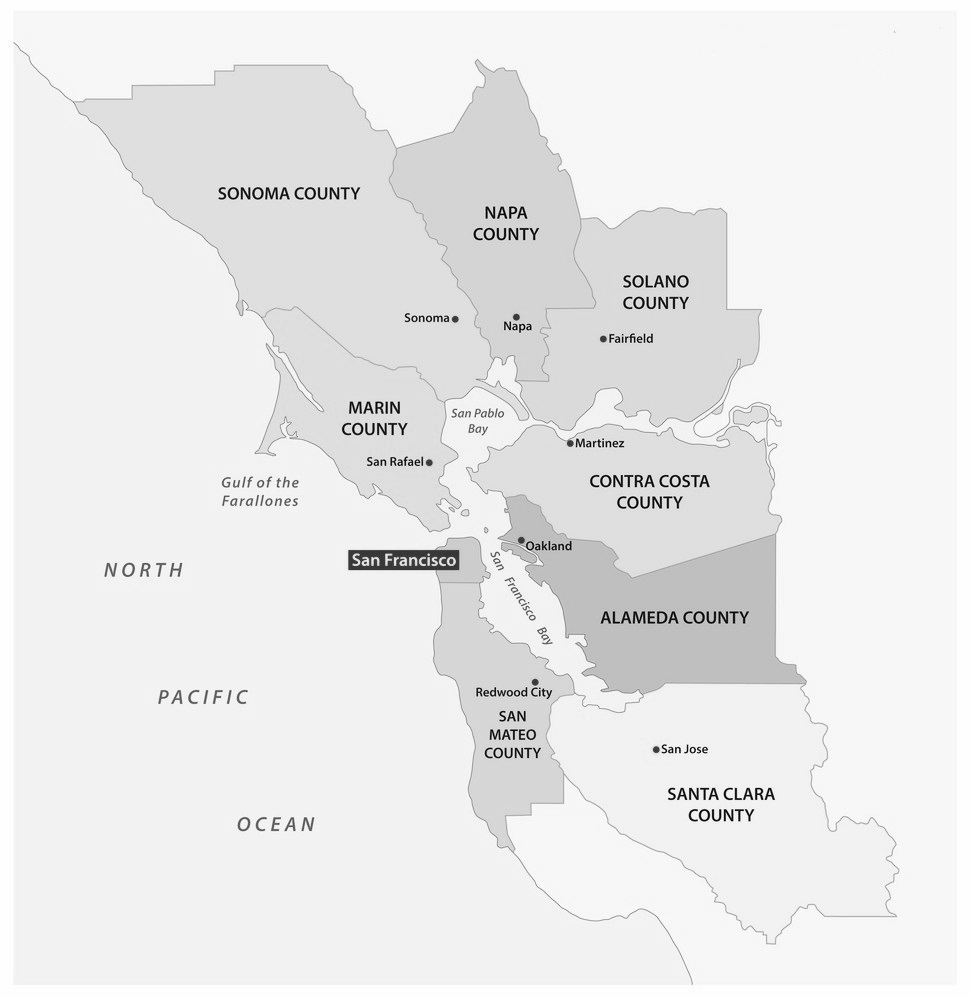 SONOMA COUNTY
NAPA
COUNTY
SOLANO
COUNTY
Sonoma
Napa
Fairfield
MARIN
COUNTY
San Pablo
Bay
Martinez
San Rafael
CONTRA COSTA
COUNTY
Gulf of the
Farallones
Oakland
San Francisco
NORTH
San Francisco Bay
ALAMEDA COUNTY
PACIFIC
Redwood City
SAN
MATEO
COUNTY
San Jose
SANTA CLARA
COUNTY
OCEAN